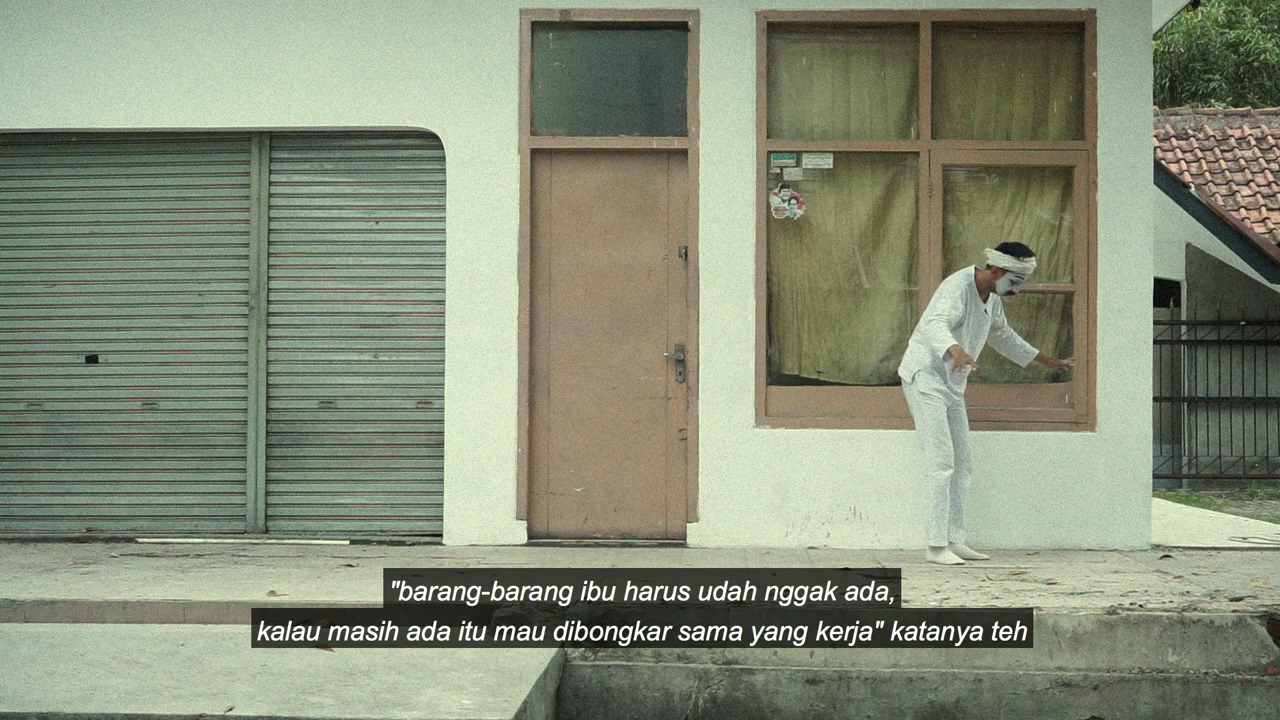 "barang-barang ibu harus udah nggak ada,
kalau masih ada itu mau dibongkar sama yang kerja" katanya teh